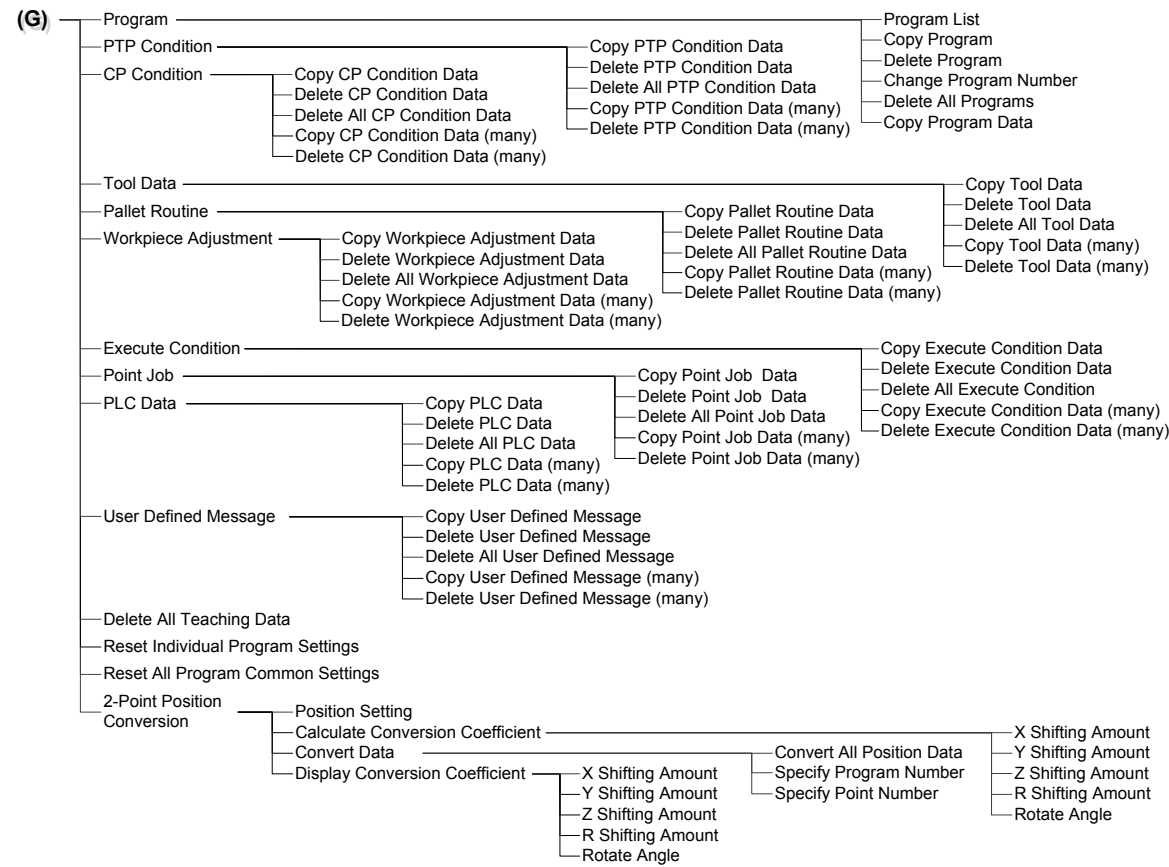 (G)
Program
Program List
Copy Program
Delete Program
Change Program Number
Delete All Programs
Copy Program Data
PTP Condition
Copy PTP Condition Data
Delete PTP Condition Data
Delete All PTP Condition Data
Copy PTP Condition Data (many)
Delete PTP Condition Data (many)
CP Condition
Copy CP Condition Data
Delete CP Condition Data
Delete All CP Condition Data
Copy CP Condition Data (many)
Delete CP Condition Data (many)
Tool Data
Copy Tool Data
Delete Tool Data
Delete All Tool Data
Copy Tool Data (many)
Delete Tool Data (many)
Pallet Routine
Copy Pallet Routine Data
Delete Pallet Routine Data
Delete All Pallet Routine Data
Copy Pallet Routine Data (many)
Delete Pallet Routine Data (many)
Workpiece Adjustment
Copy Workpiece Adjustment Data
Delete Workpiece Adjustment Data
Delete All Workpiece Adjustment Data
Copy Workpiece Adjustment Data (many)
Delete Workpiece Adjustment Data (many)
Execute Condition
Copy Execute Condition Data
Delete Execute Condition Data
Delete All Execute Condition
Copy Execute Condition Data (many)
Delete Execute Condition Data (many)
Point Job
Copy Point Job Data
Delete Point Job Data
Delete All Point Job Data
Copy Point Job Data (many)
Delete Point Job Data (many)
PLC Data
Copy PLC Data
Delete PLC Data
Delete All PLC Data
Copy PLC Data (many)
Delete PLC Data (many)
User Defined Message
Copy User Defined Message
Delete User Defined Message
Delete All User Defined Message
Copy User Defined Message (many)
Delete User Defined Message (many)
Delete All Teaching Data
Reset Individual Program Settings
Reset All Program Common Settings
2-Point Position
Conversion
Position Setting
Calculate Conversion Coefficient
X Shifting Amount
Y Shifting Amount
Z Shifting Amount
R Shifting Amount
Rotate Angle
Convert Data
Convert All Position Data
Specify Program Number
Specify Point Number
Display Conversion Coefficient
X Shifting Amount
Y Shifting Amount
Z Shifting Amount
R Shifting Amount
Rotate Angle